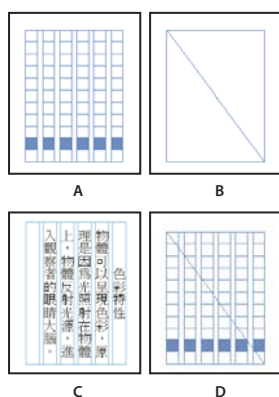 A
B
色彩特性
物體可以呈現色彩，原
理是因爲光照射在物體
上，物體反射光源，進
入觀察者的眼睛大腦。
C
D